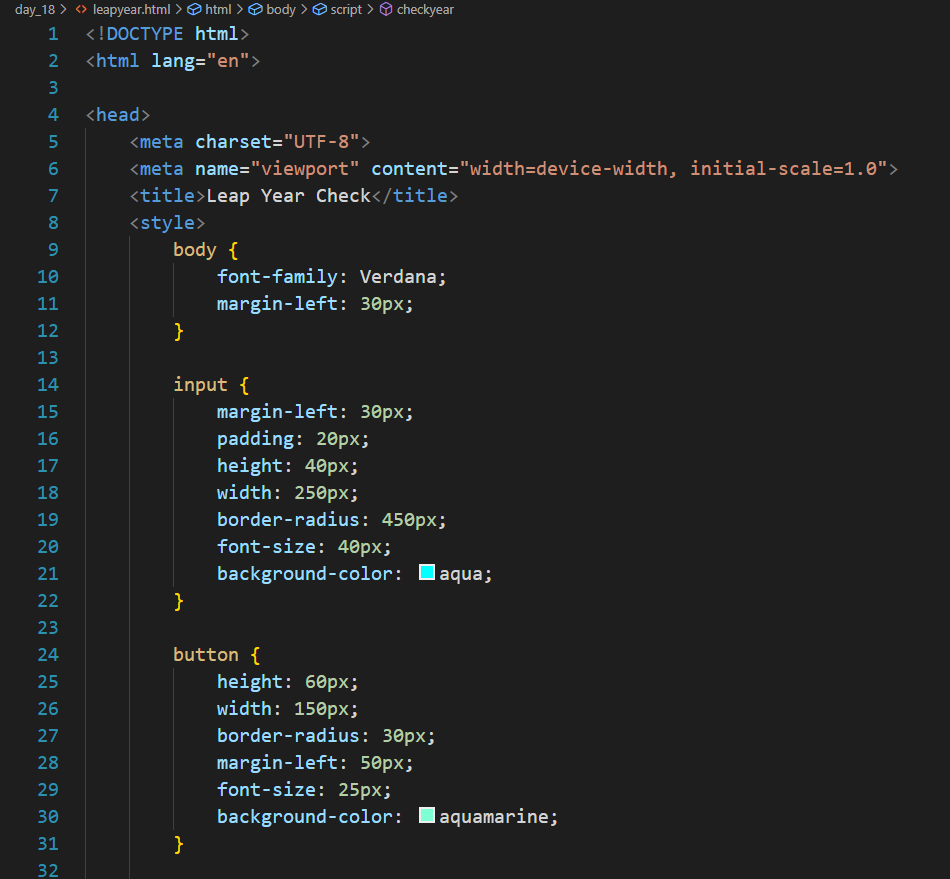 day_18 > <> leapyear.html > html > body > script > checkyear
1 <!DOCTYPE html>
2 <html lang="en">
3
4 <head>
5 <meta charset="UTF-8">
6 <meta name="viewport" content="width=device-width, initial-scale=1.0">
7 <title>Leap Year Check</title>
8 <style>
9 body {
10 font-family: Verdana;
11 margin-left: 30px;
12 }
13
14 input {
15 margin-left: 30px;
16 padding: 20px;
17 height: 40px;
18 width: 250px;
19 border-radius: 450px;
20 font-size: 40px;
21 background-color: aqua;
22 }
23
24 button {
25 height: 60px;
26 width: 150px;
27 border-radius: 30px;
28 margin-left: 50px;
29 font-size: 25px;
30 background-color: aquamarine;
31 }
32